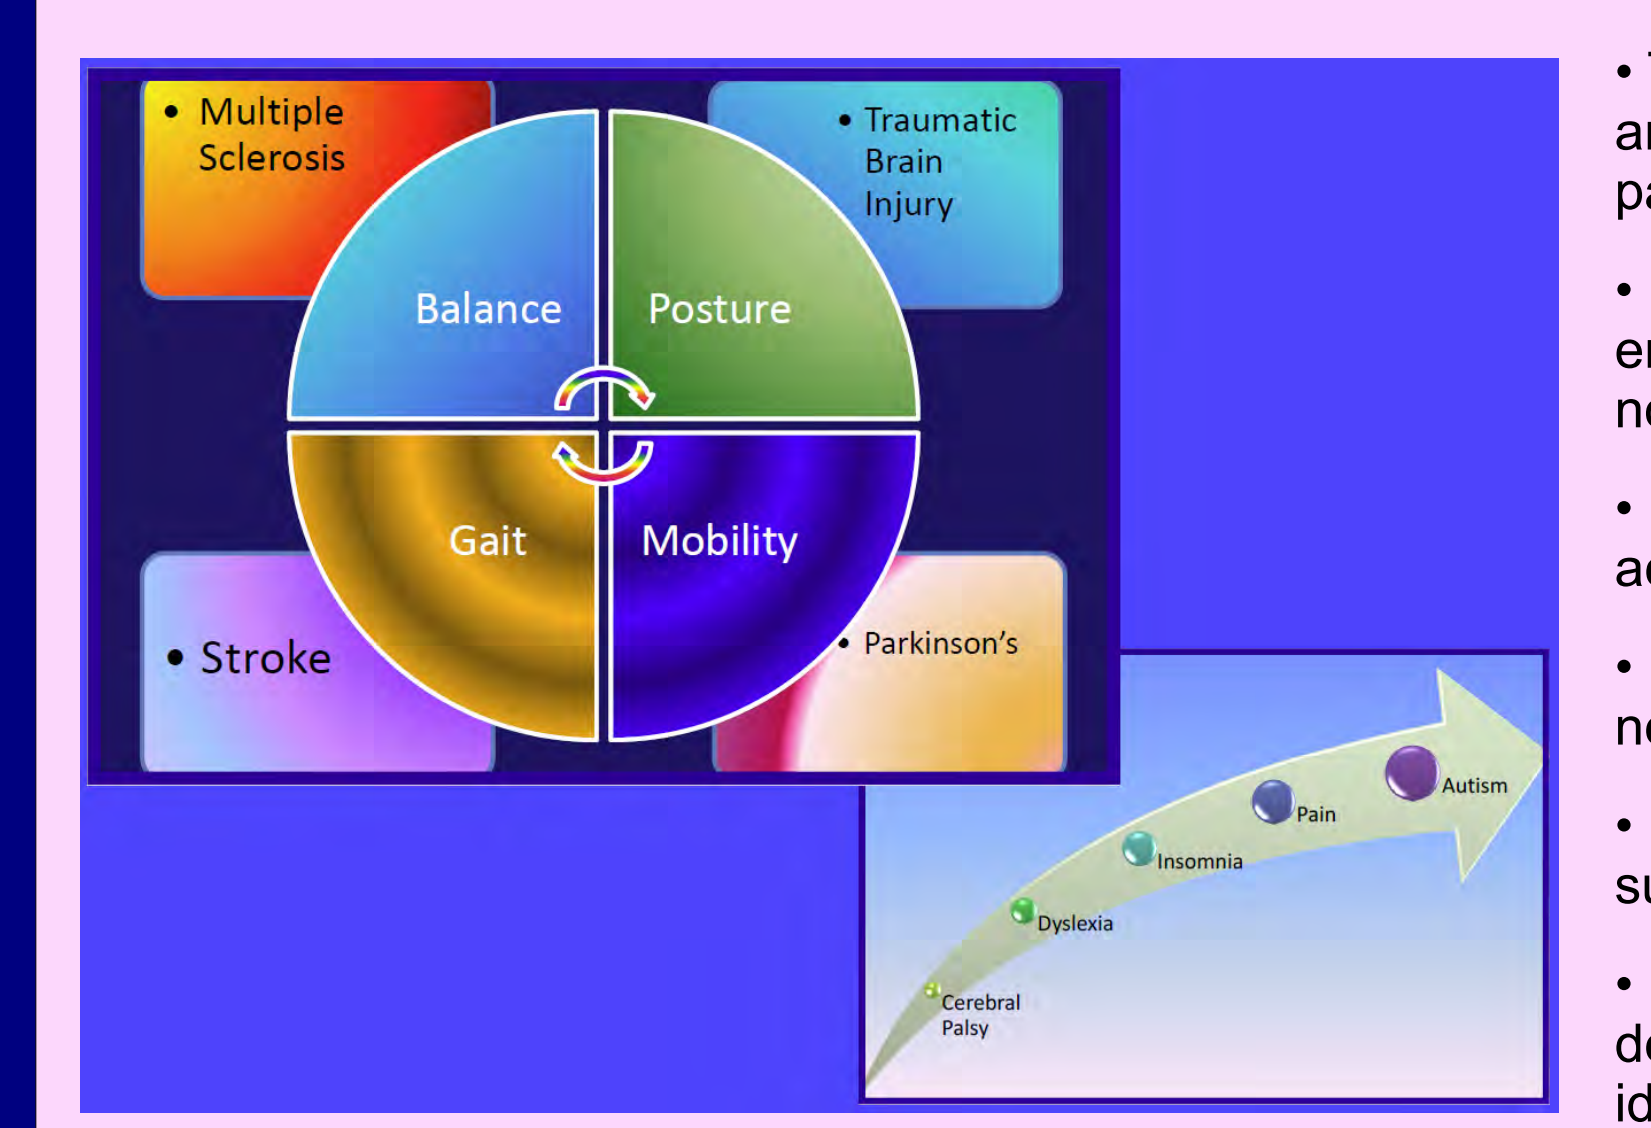 • Multiple
Sclerosis
• Traumatic
Brain
Injury
Balance
Posture
Gait
Mobility
• Stroke
• Parkinson’s
Autism
Pain
Insomnia
Dyslexia
Cerebral
Palsy